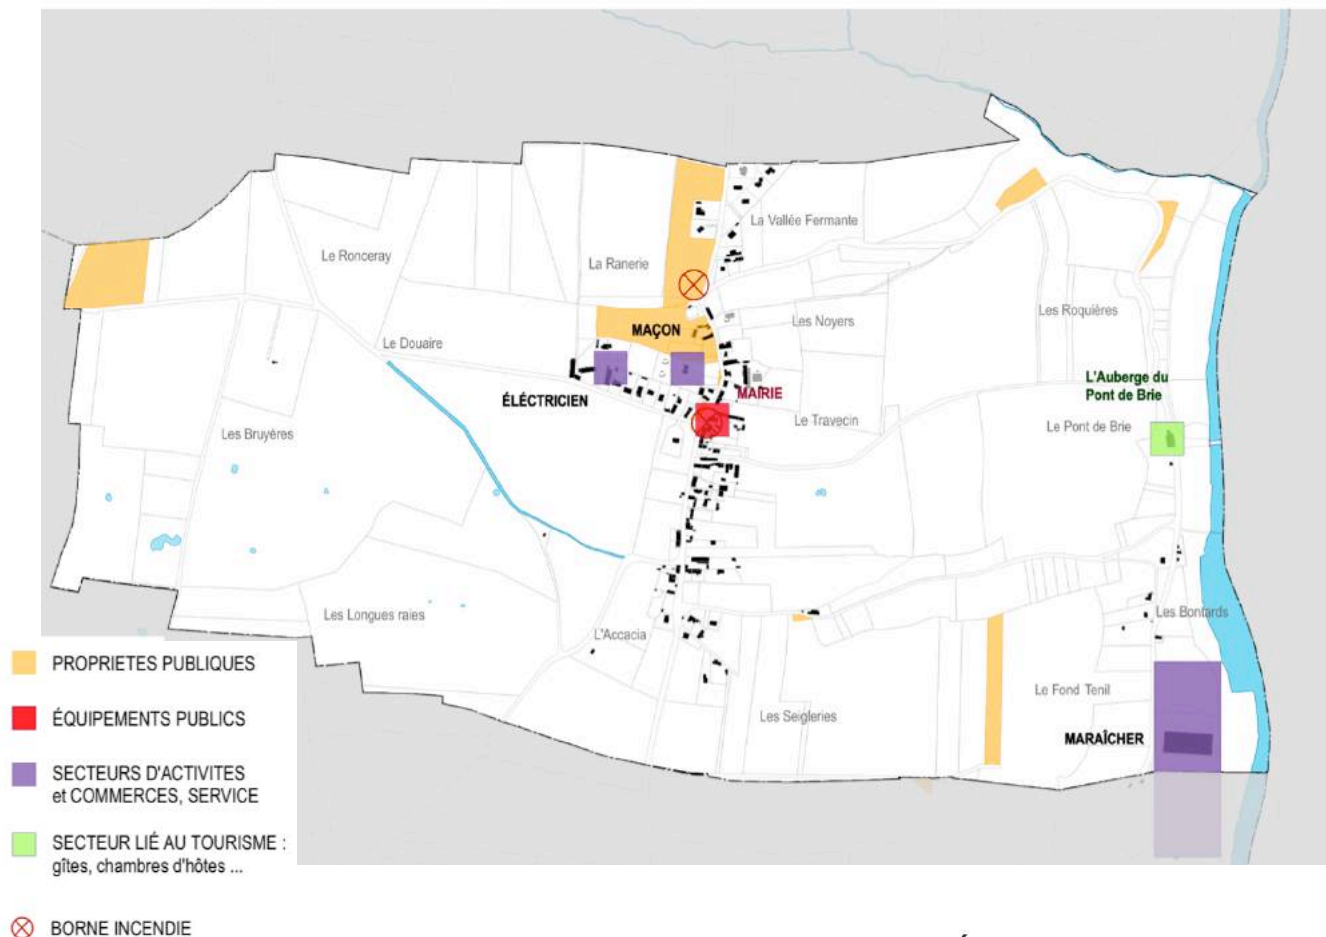 La Vallée Fermante
Le Ronceray
La Ranerie
Les Roquières
Les Noyers
MAÇON
Le Douaire
L'Auberge du
Pont de Brie
MAIRIE
ÉLÉCTRICIEN
Le Travecin
Le Pont de Brie
Les Bruyères
Les Longues raies
Les Bontards
L'Accacia
PROPRIETES PUBLIQUES
Le Fond Tenil
Les Seigleries
ÉQUIPEMENTS PUBLICS
MARAÎCHER
SECTEURS D'ACTIVITES
et COMMERCES, SERVICE
SECTEUR LIÉ AU TOURISME :
gîtes, chambres d'hôtes ...
BORNE INCENDIE